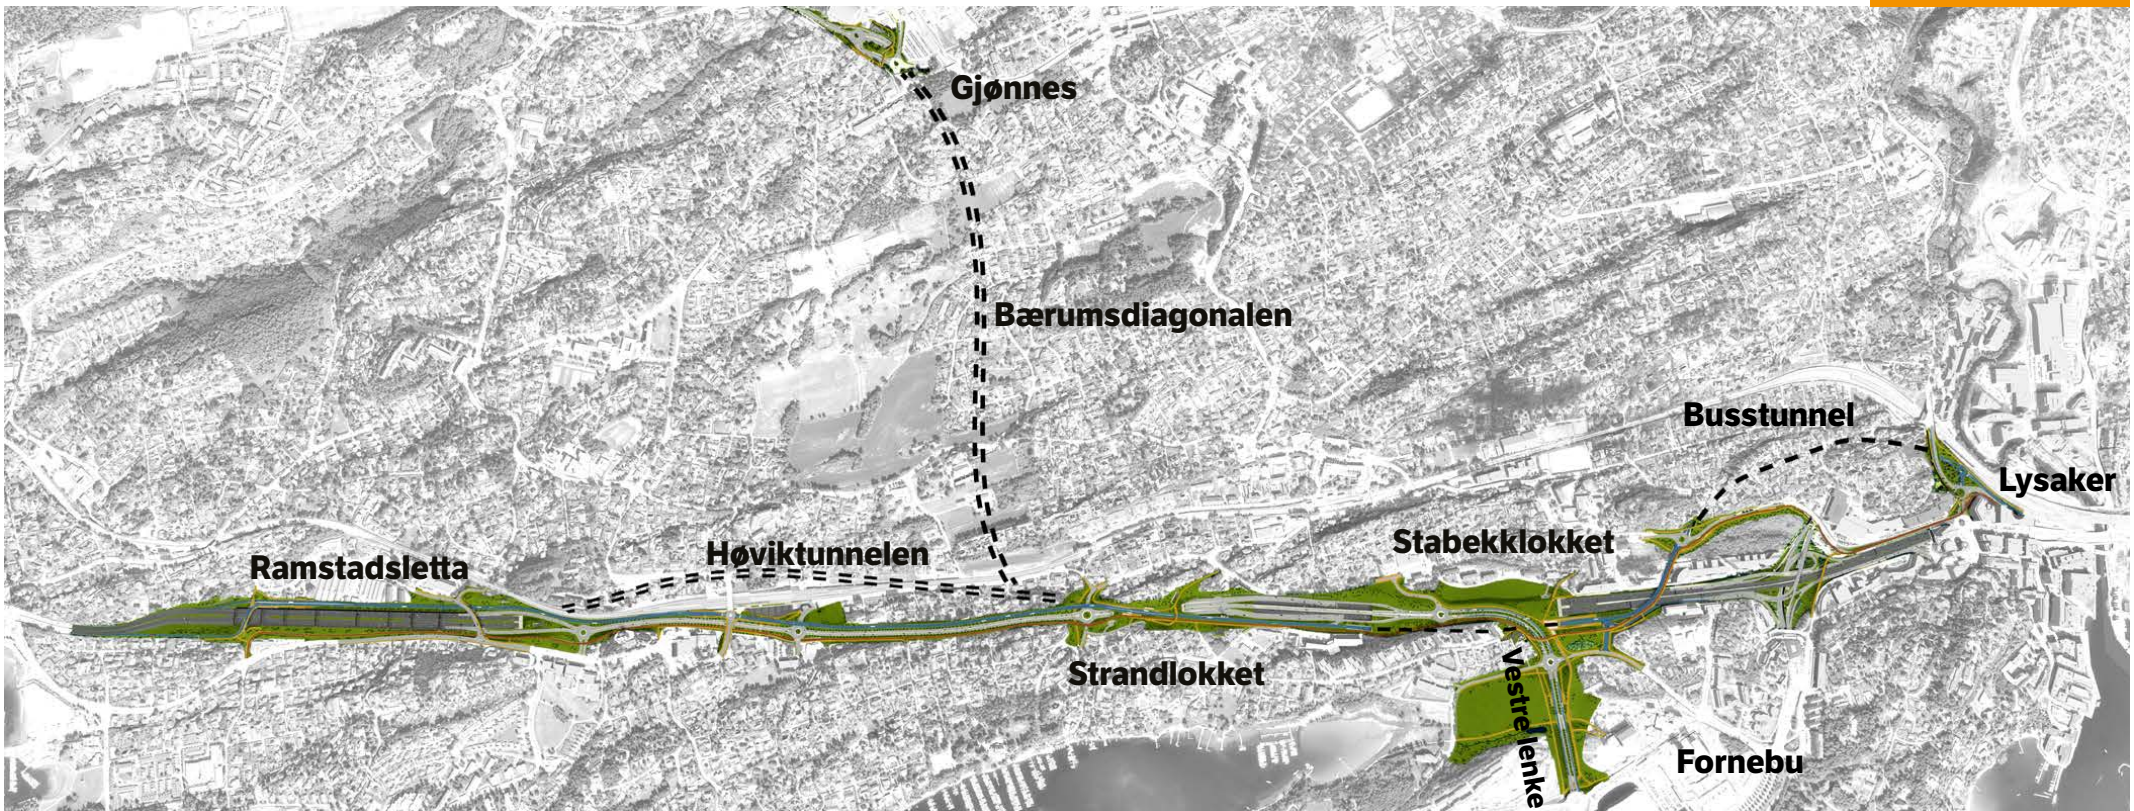 Gjønnes
Bærumsdiagonalen
Busstunnel
Lysaker
Stabekklokket
Høviktunnelen
Ramstadsletta
Strandlokket
Vestre lenke
Fornebu